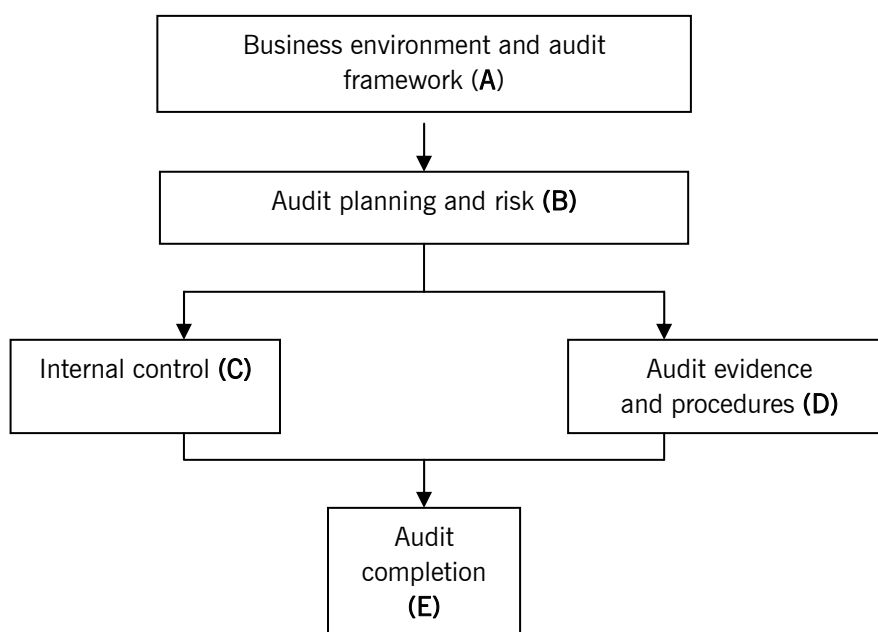 Business environment and audit
framework (A)
Audit planning and risk (B)
Internal control (C)
Audit evidence
and procedures (D)
Audit
completion
(E)